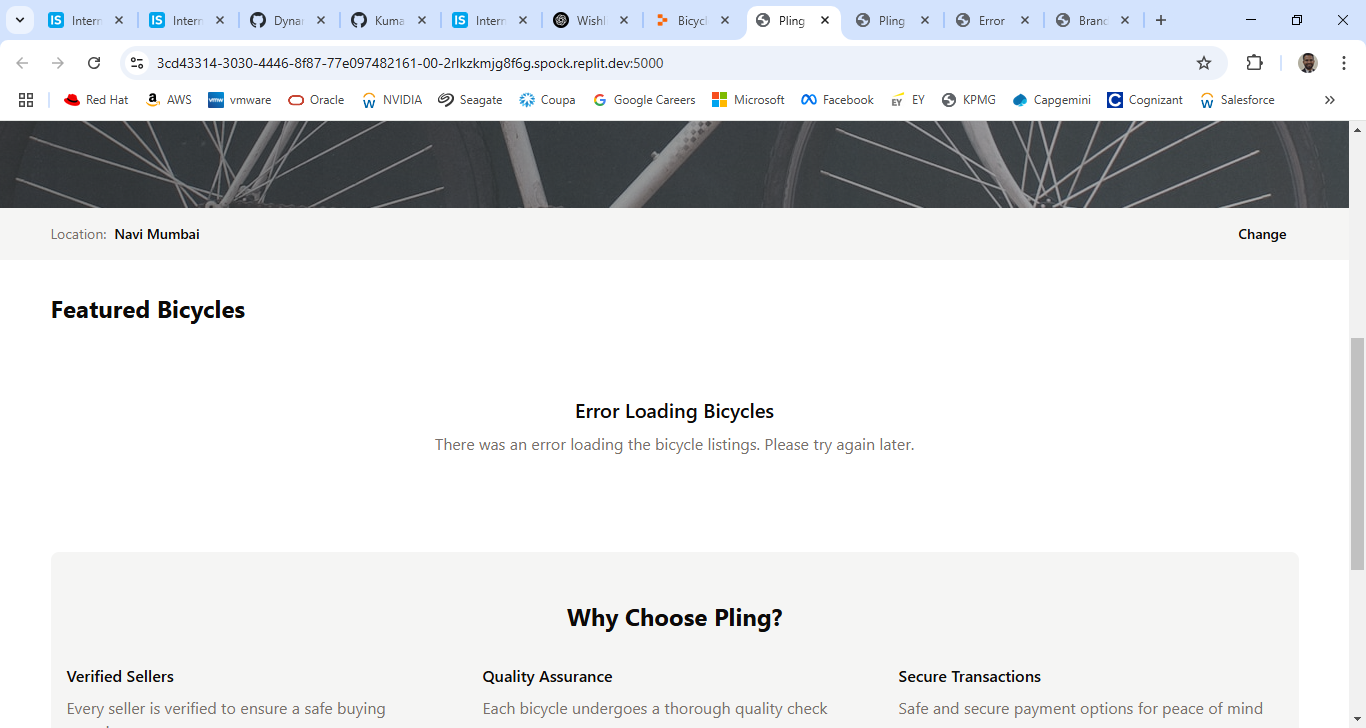 Intern
Intern
Dynar
Kuma
Intern
Wishl
Bicycl
Pling
Pling
Error
Brand
3cd43314-3030-4446-8f87-77e097482161-00-2rlkzkmjg8f6g.spock.replit.dev:5000
Red Hat
AWS
vmware
Oracle
NVIDIA
Seagate
Coupa
Google Careers
Microsoft
Facebook
EY
KPMG
Capgemini
Cognizant
Salesforce
Location: Navi Mumbai
Change
Featured Bicycles
Error Loading Bicycles
There was an error loading the bicycle listings. Please try again later.
Why Choose Pling?
Verified Sellers
Every seller is verified to ensure a safe buying
Quality Assurance
Each bicycle undergoes a thorough quality check
Secure Transactions
Safe and secure payment options for peace of mind